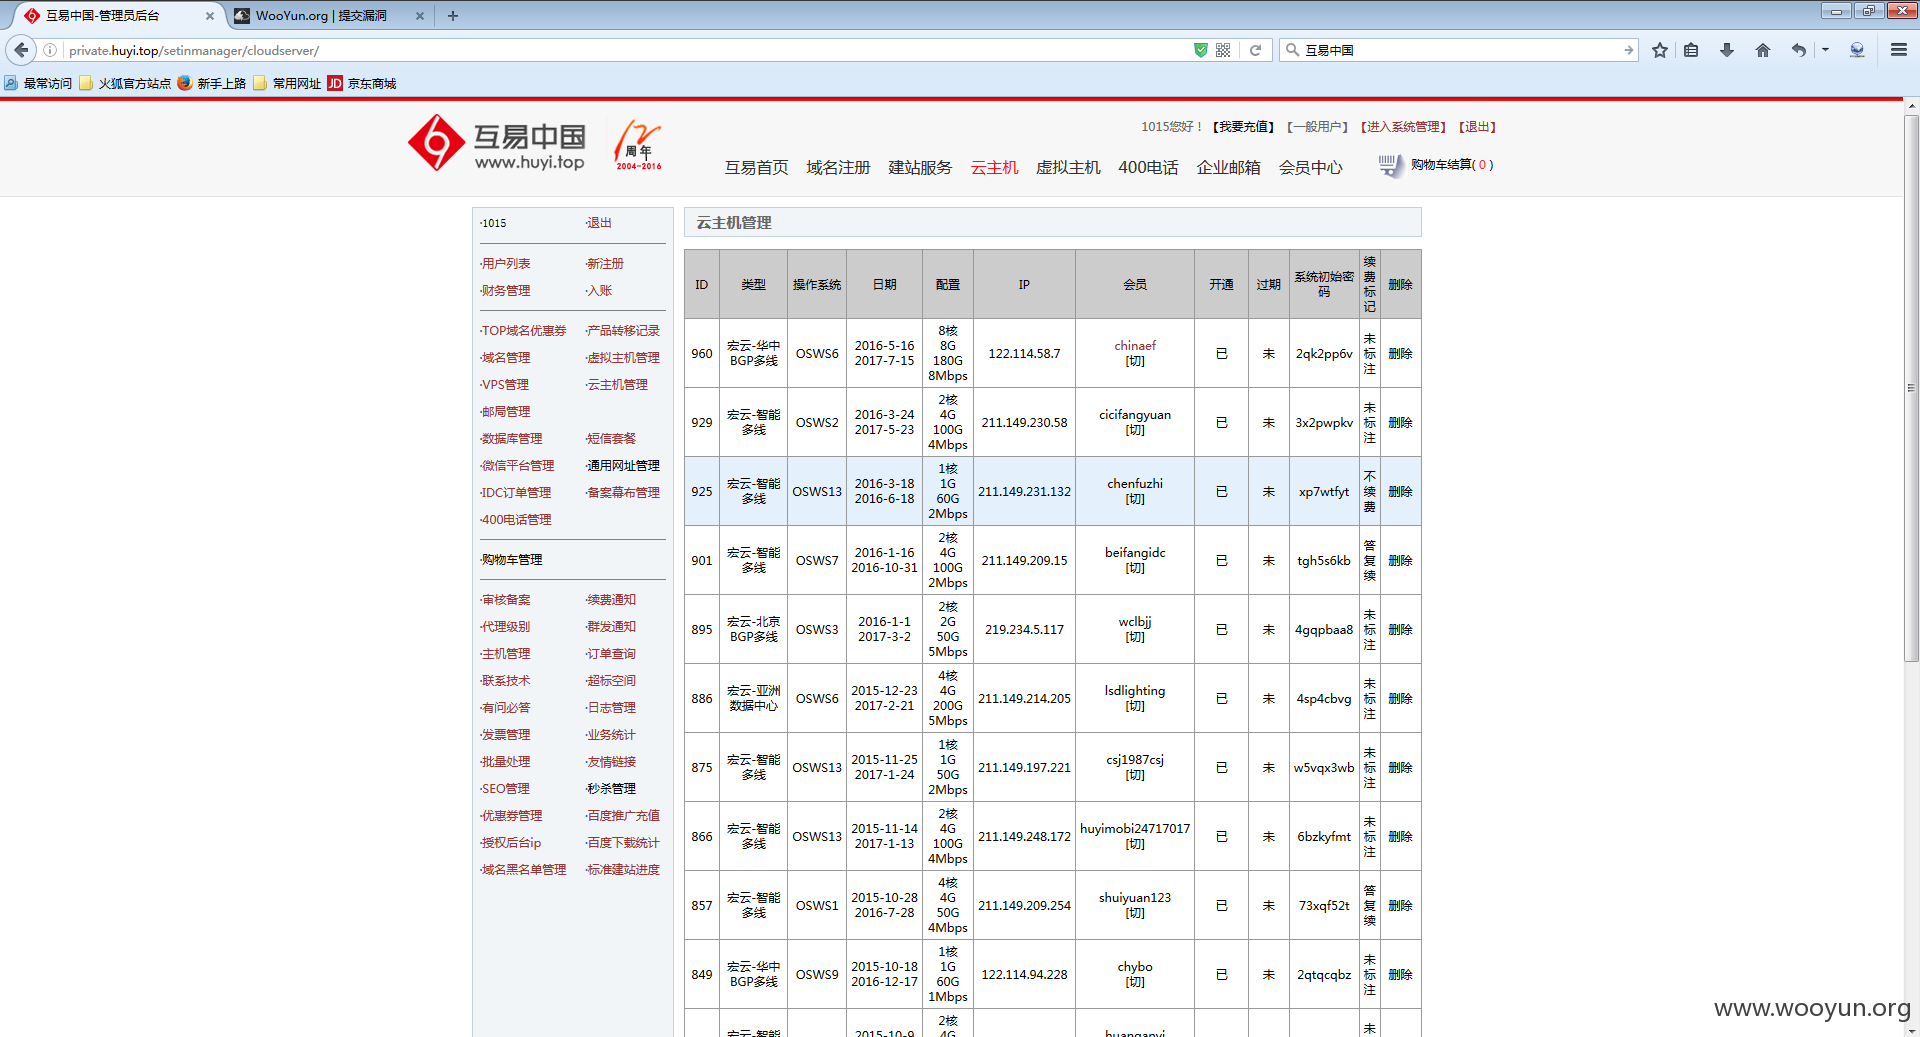 互易中国-管理员后台
WooYun.org | 提交漏洞
private.huyi.top/setinmanager/cloudserver/
互易中国
最常访问 火狐官方站点 新手上路 常用网址 JD 京东商城
互易中国
www.huyi.top
12
周年
2004-2016
1015您好！ 【我要充值】 【一般用户】 【进入系统管理】 【退出】
互易首页 域名注册 建站服务 云主机 虚拟主机 400电话 企业邮箱 会员中心
购物车结算( 0 )
·1015 ·退出
·用户列表 ·新注册
·财务管理 ·入账
·TOP域名优惠券 ·产品转移记录
·域名管理 ·虚拟主机管理
·VPS管理 ·云主机管理
·邮局管理
·数据库管理 ·短信套餐
·微信平台管理 ·通用网址管理
·IDC订单管理 ·备案幕布管理
·400电话管理
·购物车管理
·审核备案 ·续费通知
·代理级别 ·群发通知
·主机管理 ·订单查询
·联系技术 ·超标空间
·有问必答 ·日志管理
·发票管理 ·业务统计
·批量处理 ·友情链接
·SEO管理 ·秒杀管理
·优惠券管理 ·百度推广充值
·授权后台ip ·百度下载统计
·域名黑名单管理 ·标准建站进度
云主机管理
ID 类型 操作系统 日期 配置 IP 会员 开通 过期 系统初始密码 续费标记 删除
960 宏云-华中BGP多线 OSWS6 2016-5-16 2017-7-15 8核 8G 180G 8Mbps 122.114.58.7 chinaef [切] 已 未 2qk2pp6v 未标注 删除
929 宏云-智能多线 OSWS2 2016-3-24 2017-5-23 2核 4G 100G 4Mbps 211.149.230.58 cicifangyuan [切] 已 未 3x2pwpkv 未标注 删除
925 宏云-智能多线 OSWS13 2016-3-18 2016-6-18 1核 1G 60G 2Mbps 211.149.231.132 chenfuzhi [切] 已 未 xp7wtfyt 不续费 删除
901 宏云-智能多线 OSWS7 2016-1-16 2016-10-31 2核 4G 100G 2Mbps 211.149.209.15 beifangidc [切] 已 未 tgh5s6kb 答复续 删除
895 宏云-北京BGP多线 OSWS3 2016-1-1 2017-3-2 2核 2G 50G 5Mbps 219.234.5.117 wclbjj [切] 已 未 4gqpbaa8 未标注 删除
886 宏云-亚洲数据中心 OSWS6 2015-12-23 2017-2-21 4核 4G 200G 5Mbps 211.149.214.205 lsdlighting [切] 已 未 4sp4cbvg 未标注 删除
875 宏云-智能多线 OSWS13 2015-11-25 2017-1-24 1核 1G 50G 2Mbps 211.149.197.221 csj1987csj [切] 已 未 w5vqx3wb 未标注 删除
866 宏云-智能多线 OSWS13 2015-11-14 2017-1-13 2核 4G 100G 4Mbps 211.149.248.172 huyimobi24717017 [切] 已 未 6bzkyfmt 未标注 删除
857 宏云-智能多线 OSWS1 2015-10-28 2016-7-28 4核 4G 50G 4Mbps 211.149.209.254 shuiyuan123 [切] 已 未 73xqf52t 答复续 删除
849 宏云-华中BGP多线 OSWS9 2015-10-18 2016-12-17 1核 1G 60G 1Mbps 122.114.94.228 chybo [切] 已 未 2qtqcqbz 未标注 删除
宏云-智能 2015-10-9 2核 4G 未
www.wooyun.org